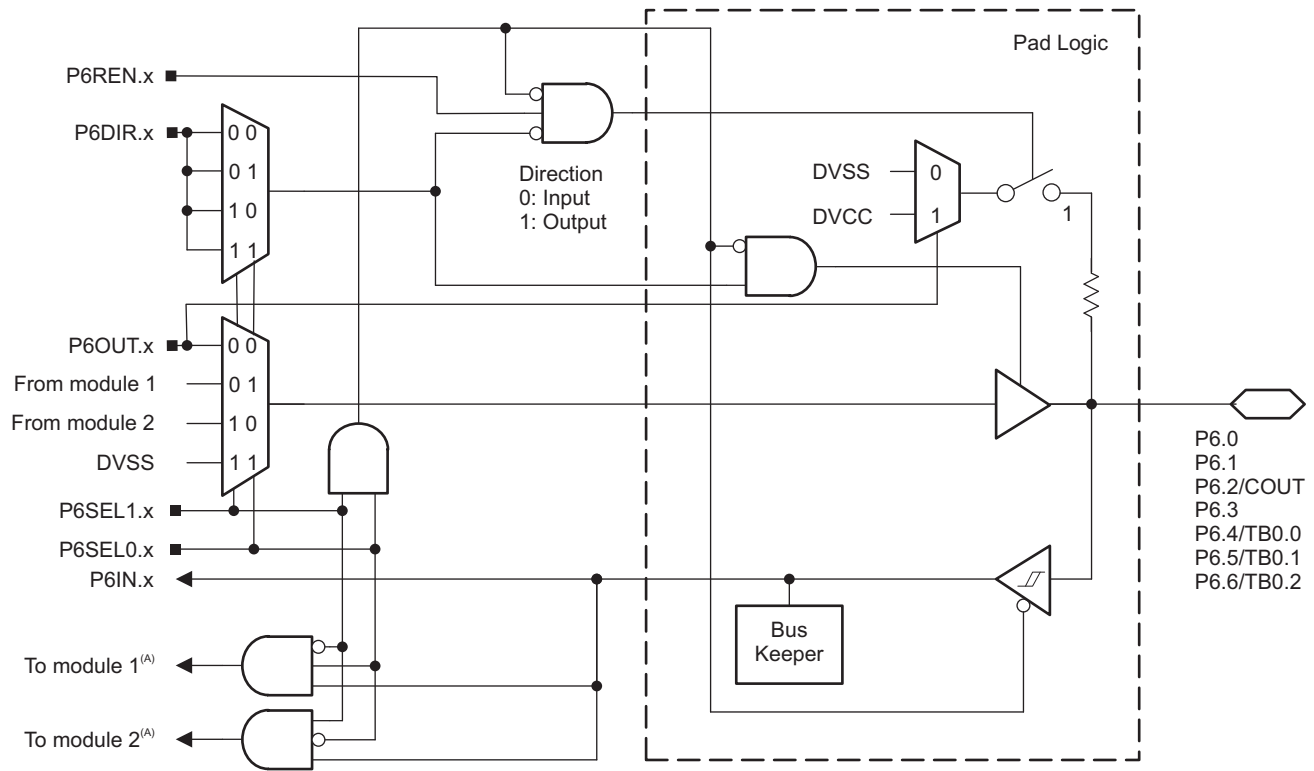 Pad Logic
P6REN.x
P6DIR.x
0 0
0 1
1 0
1 1
Direction
0: Input
1: Output
DVSS
0
DVCC
1
1
P6OUT.x
0 0
From module 1
0 1
From module 2
1 0
DVSS
1 1
P6SEL1.x
P6SEL0.x
P6IN.x
P6.0
P6.1
P6.2/COUT
P6.3
P6.4/TB0.0
P6.5/TB0.1
P6.6/TB0.2
Bus
Keeper
To module 1(A)
To module 2(A)